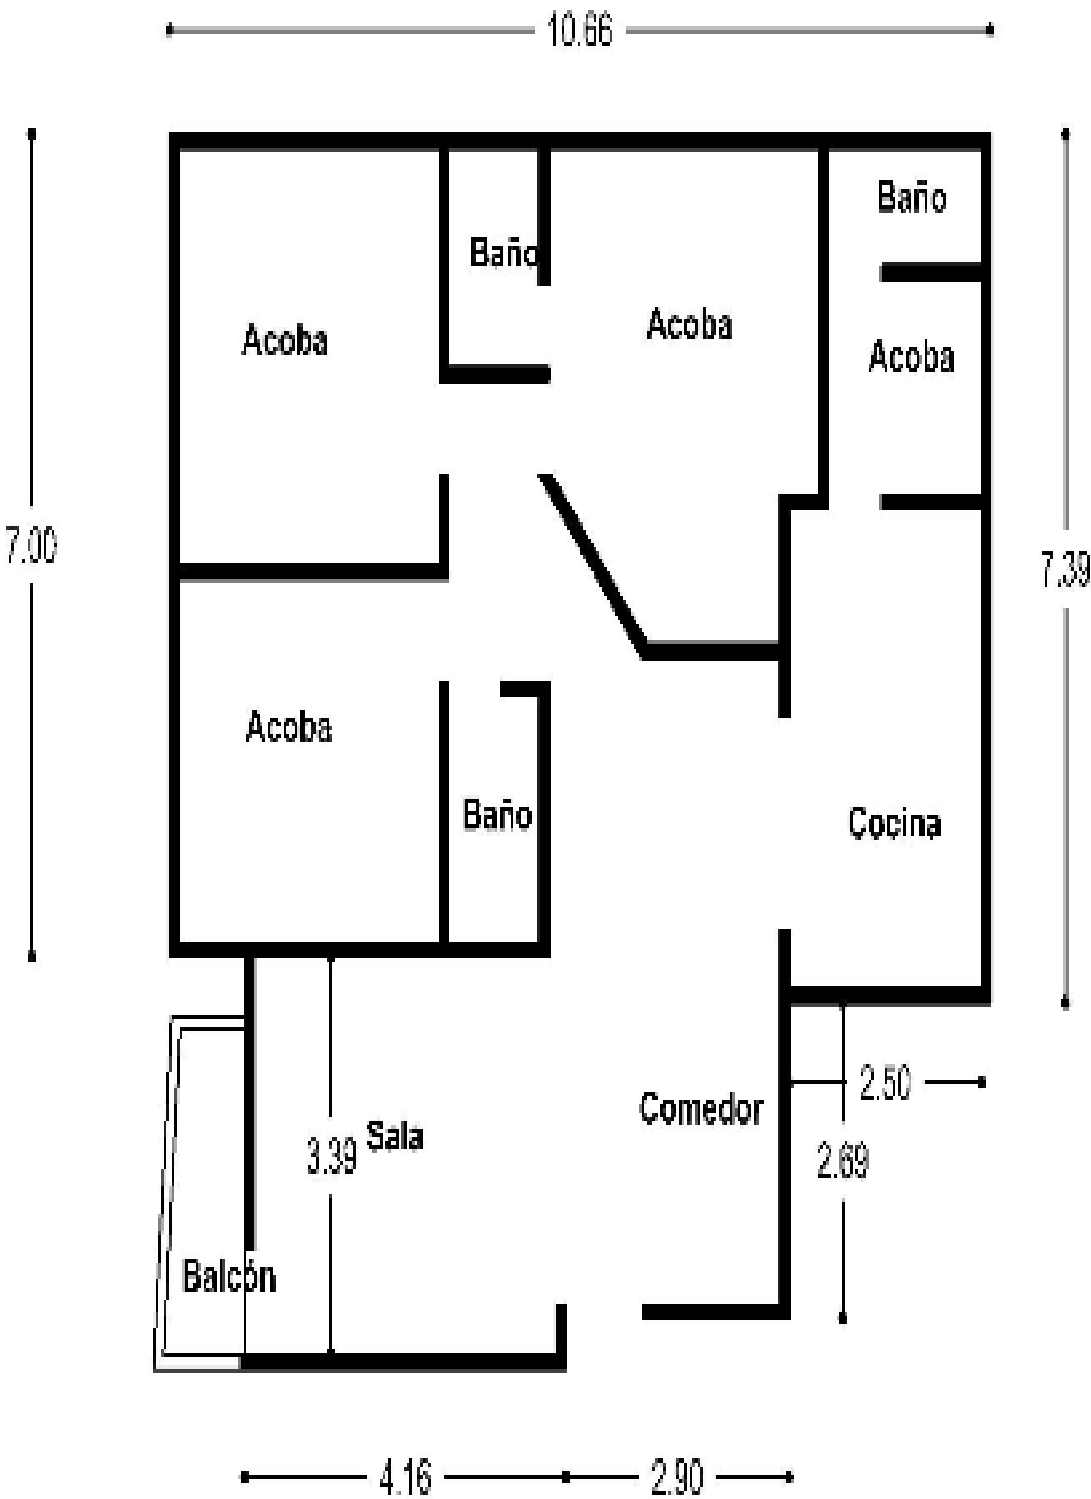 10.66
Baño
Baño
Acoba
Acoba
Acoba
7.00
7.39
Acoba
Baño
Cocina
2.50
Comedor
Sala
3.39
2.69
Balcón
4.16
2.90